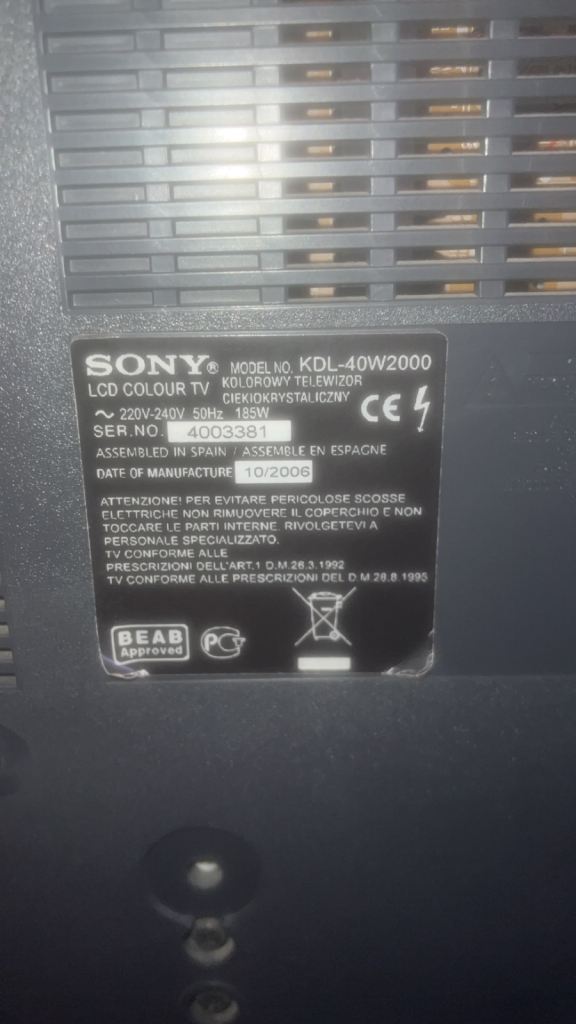 SONY® MODEL NO. KDL-40W2000
LCD COLOUR TV KOLOROWY TELEWIZOR
CIEKIOKRYSTALICZNY
~ 220V-240V 50Hz 185W
CE
SER.NO. 4003381
ASSEMBLED IN SPAIN / ASSEMBLE EN ESPAGNE
DATE OF MANUFACTURE 10/2006
ATTENZIONE! PER EVITARE PERICOLOSE SCOSSE
ELETTRICHE NON RIMUOVERE IL COPERCHIO E NON
TOCCARE LE PARTI INTERNE. RIVOLGETEVI A
PERSONALE SPECIALIZZATO.
TV CONFORME ALLE
PRESCRIZIONI DELL'ART.1 D.M.26.3.1992
TV CONFORME ALLE PRESCRIZIONI DEL D M 28.8.1995
BEAB
Approved